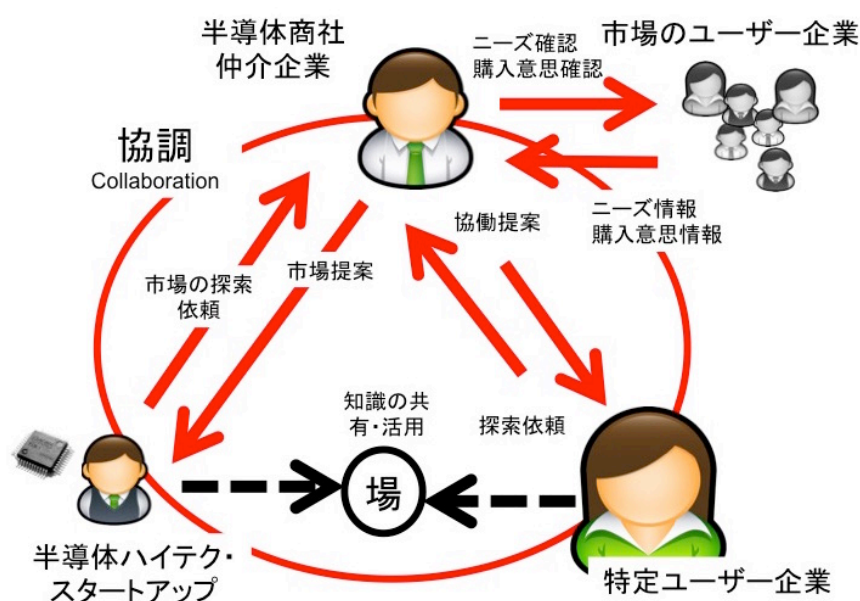 半導体商社
仲介企業
ニーズ確認
購入意思確認
市場のユーザー企業
協調
Collaboration
ニーズ情報
購入意思情報
協働提案
市場の探索
依頼
市場提案
知識の共
有・活用
探索依頼
場
半導体ハイテク・
スタートアップ
特定ユーザー企業